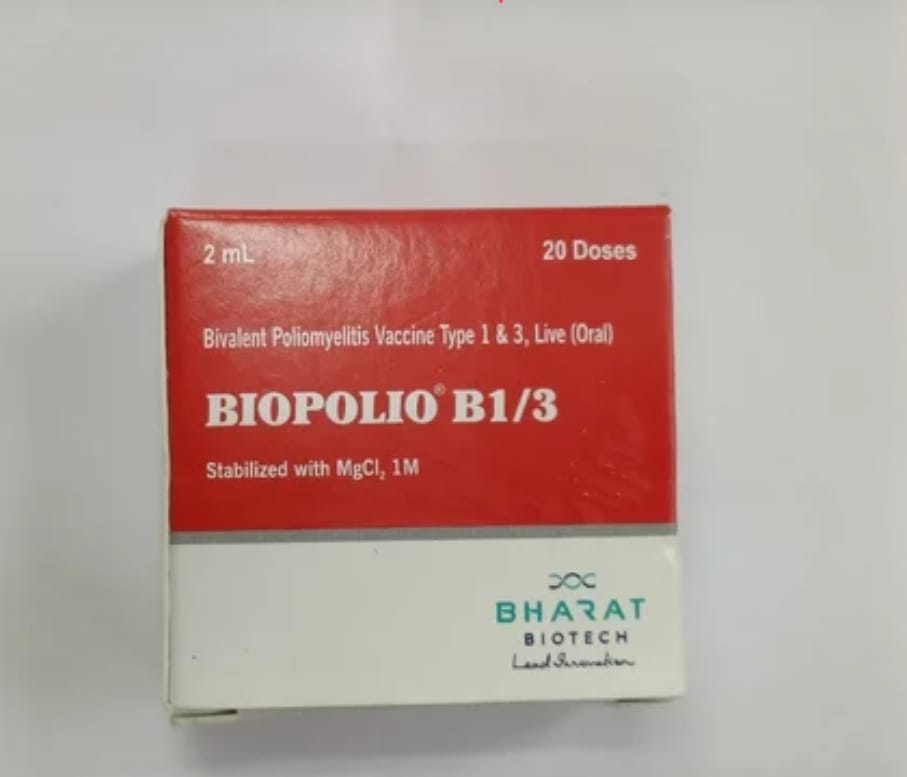 2 mL 20 Doses
Bivalent Poliomyelitis Vaccine Type 1 & 3, Live (Oral)
BIOPOLIO® B1/3
Stabilized with MgCl₂ 1M
BHARAT
BIOTECH
Lead Innovation